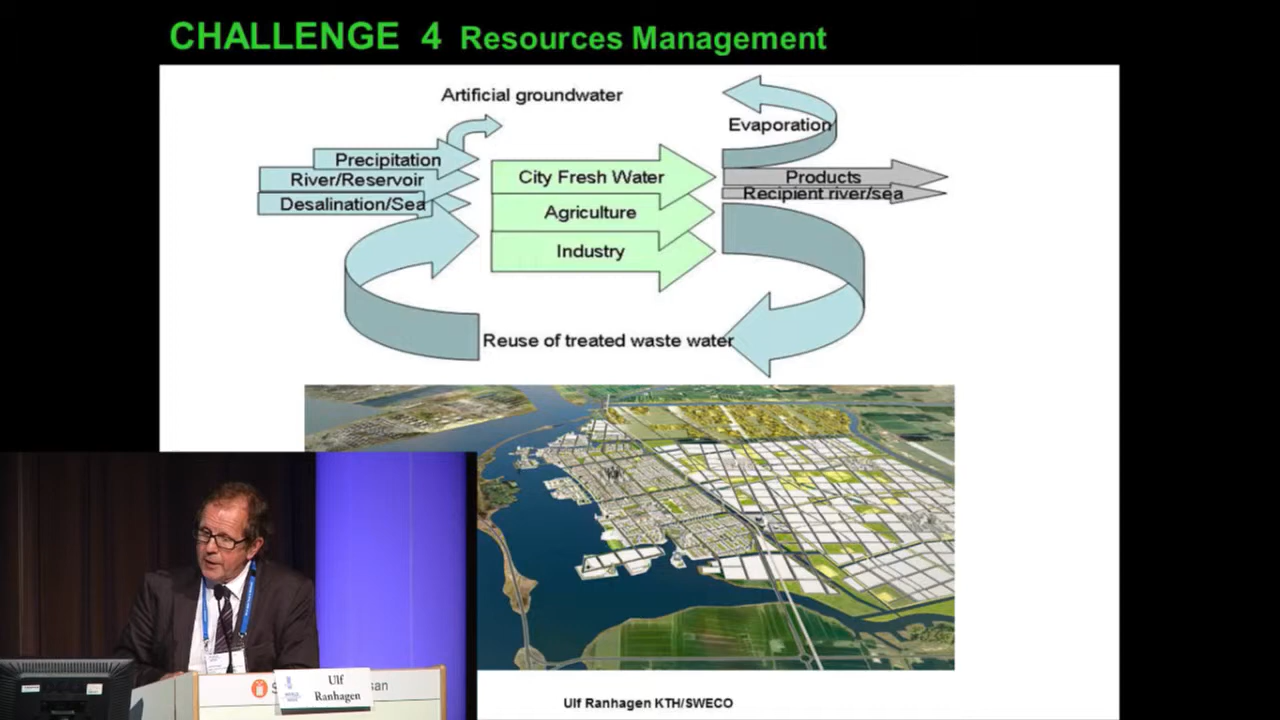 CHALLENGE 4 Resources Management
Artificial groundwater
Evaporation
Precipitation
River/Reservoir
Desalination/Sea
City Fresh Water
Agriculture
Industry
Products
Recipient river/sea
Reuse of treated waste water
Ulf
Ranhagen
Ulf Ranhagen KTH/SWECO